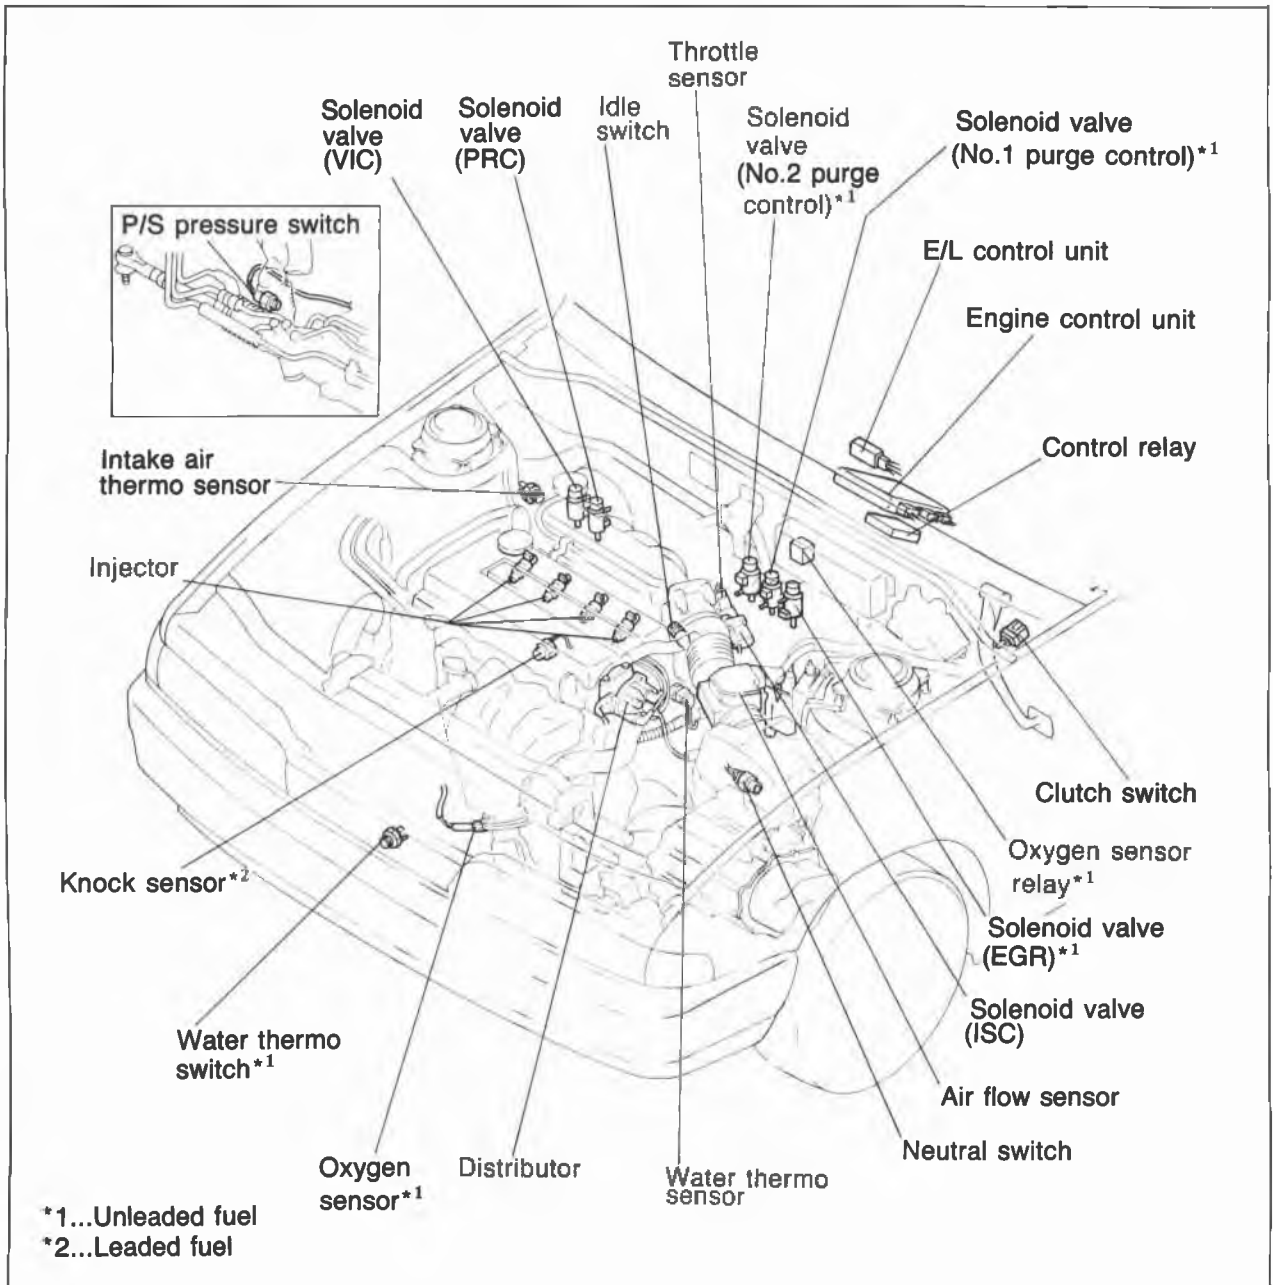 Throttle
sensor
Solenoid
valve
(VIC)
Solenoid
valve
(PRC)
Idle
switch
Solenoid
valve
(No.2 purge
control)*1
Solenoid valve
(No.1 purge control)*1
P/S pressure switch
E/L control unit
Engine control unit
Control relay
Intake air
thermo sensor
Injector
Clutch switch
Oxygen sensor
relay*1
Knock sensor*2
Solenoid valve
(EGR)*1
Solenoid valve
(ISC)
Water thermo
switch*1
Air flow sensor
Neutral switch
Oxygen
sensor*1
Distributor
Water thermo
sensor
*1...Unleaded fuel
*2...Leaded fuel